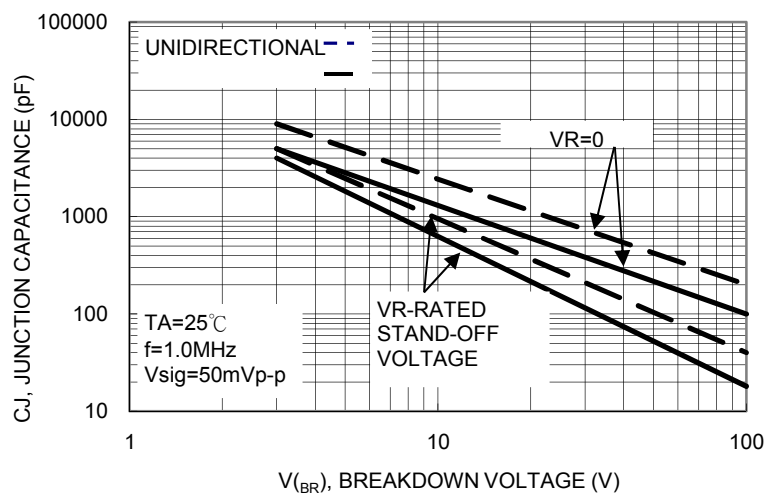 100000
10000
1000
100
10
1
10
100
CJ, JUNCTION CAPACITANCE (pF)
UNIDIRECTIONAL
VR=0
VR-RATED
STAND-OFF
VOLTAGE
TA=25℃
f=1.0MHz
Vsig=50mVp-p
V(BR), BREAKDOWN VOLTAGE (V)